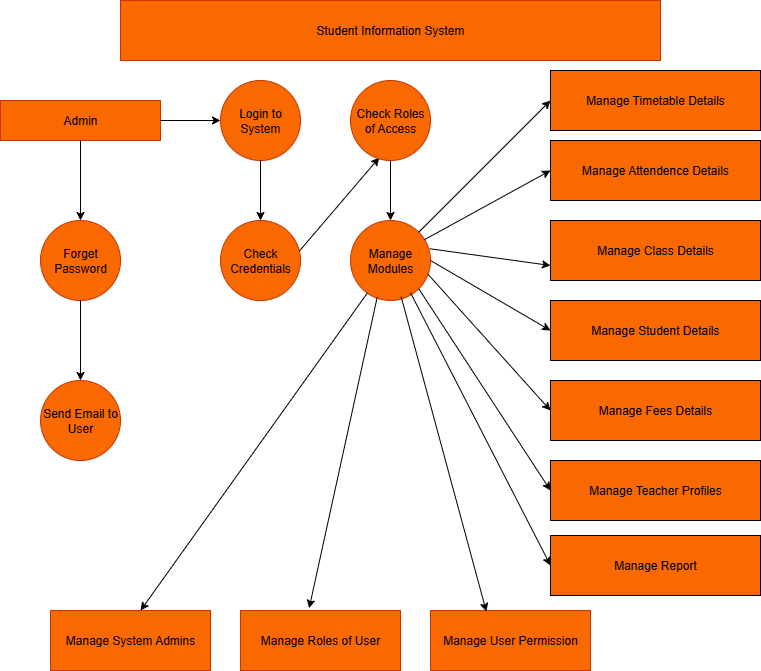 Student Information System
Admin
Login to
System
Check Roles
of Access
Manage Timetable Details
Manage Attendence Details
Forget
Password
Check
Credentials
Manage
Modules
Manage Class Details
Manage Student Details
Send Email to
User
Manage Fees Details
Manage Teacher Profiles
Manage Report
Manage System Admins
Manage Roles of User
Manage User Permission